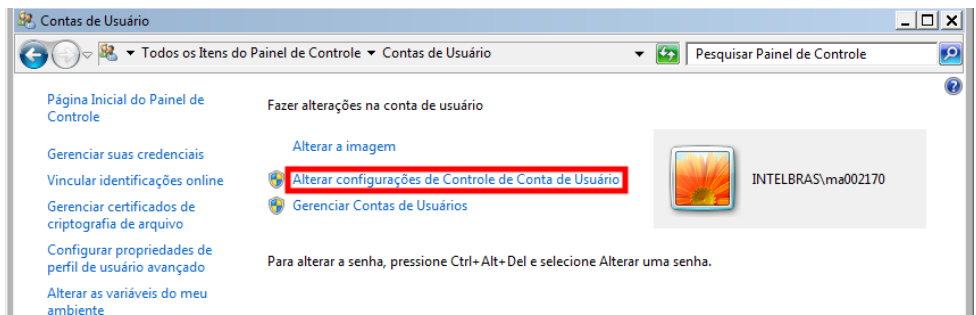 Contas de Usuário
Todos os Itens do Painel de Controle Contas de Usuário
Pesquisar Painel de Controle
Página Inicial do Painel de
Controle
Gerenciar suas credenciais
Vincular identificações online
Gerenciar certificados de
criptografia de arquivo
Configurar propriedades de
perfil de usuário avançado
Alterar as variáveis do meu
ambiente
Fazer alterações na conta de usuário
Alterar a imagem
Alterar configurações de Controle de Conta de Usuário
Gerenciar Contas de Usuários
INTELBRAS\ma002170
Para alterar a senha, pressione Ctrl+Alt+Del e selecione Alterar uma senha.